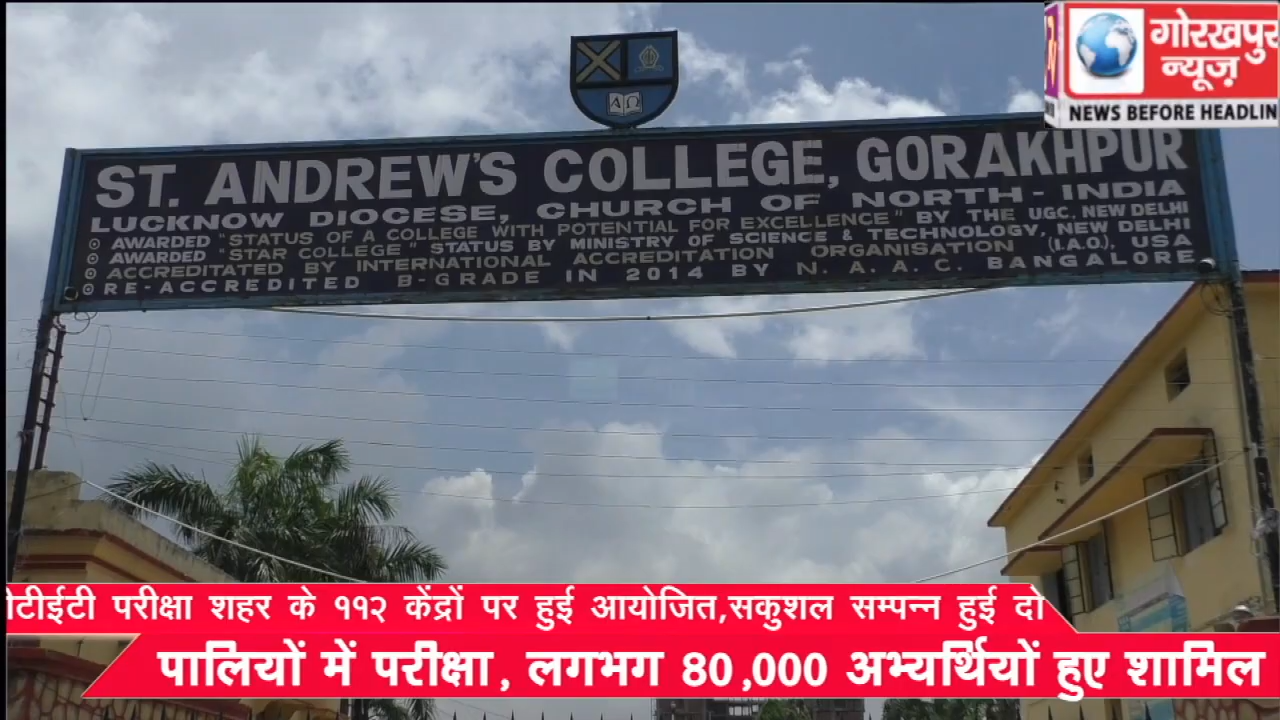 गोरखपुर
न्यूज़
NEWS BEFORE HEADLIN
ΑΩ
ST. ANDREW'S COLLEGE, GORAKHPUR
LUCKNOW DIOCESE, CHURCH OF NORTH - INDIA
AWARDED "STATUS OF A COLLEGE WITH POTENTIAL FOR EXCELLENCE" BY THE UGC, NEW DELHI
AWARDED "STAR COLLEGE" STATUS BY MINISTRY OF SCIENCE & TECHNOLOGY, NEW DELHI
ACCREDITATED BY INTERNATIONAL ACCREDITATION ORGANISATION (I.A.O.), USA
RE-ACCREDITED B-GRADE IN 2014 BY N. A. A. C. BANGALORE
टीईटी परीक्षा शहर के ११२ केंद्रों पर हुई आयोजित,सकुशल सम्पन्न हुई दो
पालियों में परीक्षा, लगभग 80,000 अभ्यर्थियों हुए शामिल